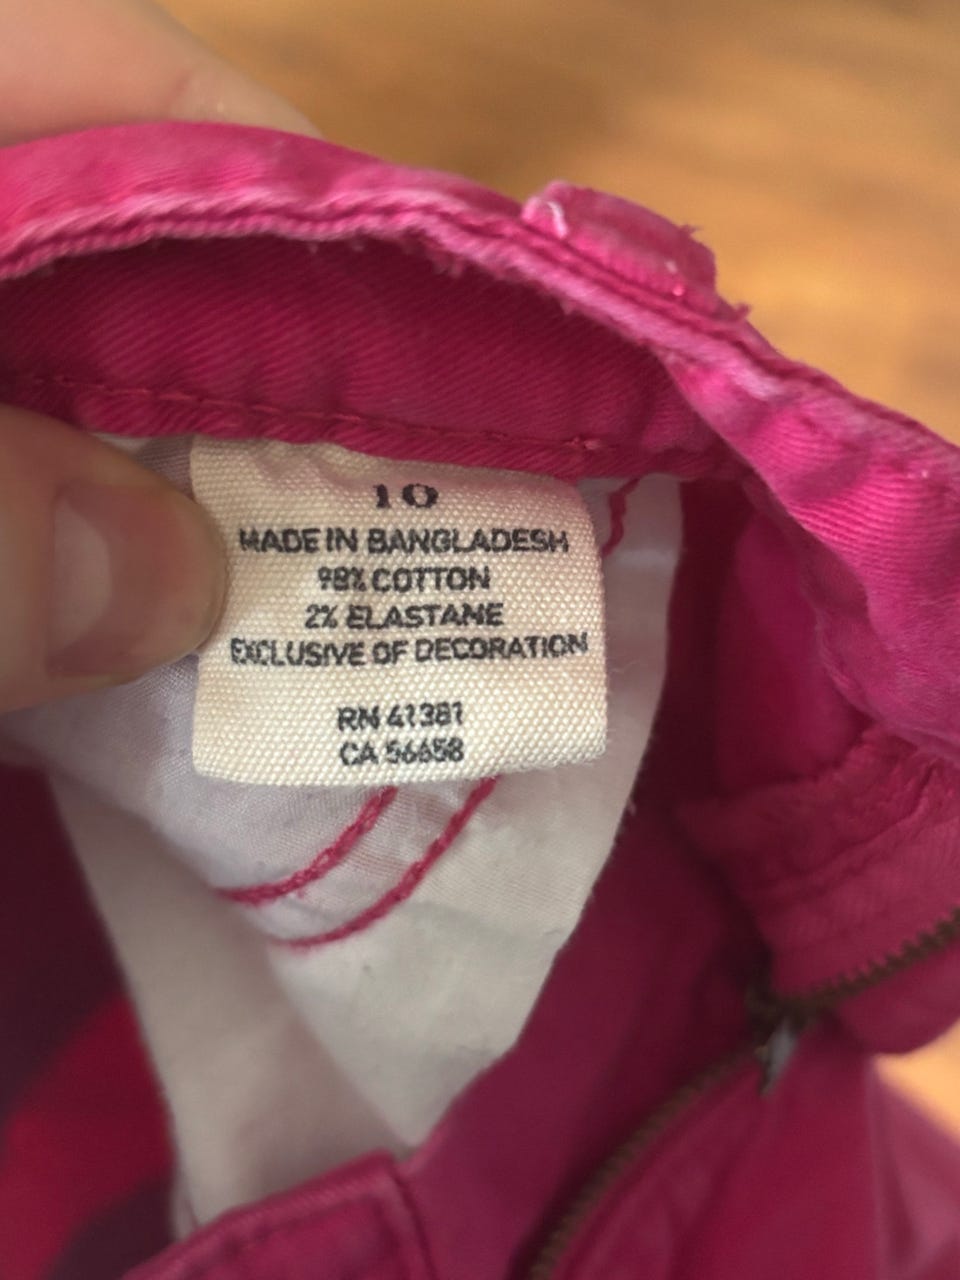 10
MADE IN BANGLADESH
98% COTTON
2% ELASTANE
EXCLUSIVE OF DECORATION
RN 41381
CA 56658